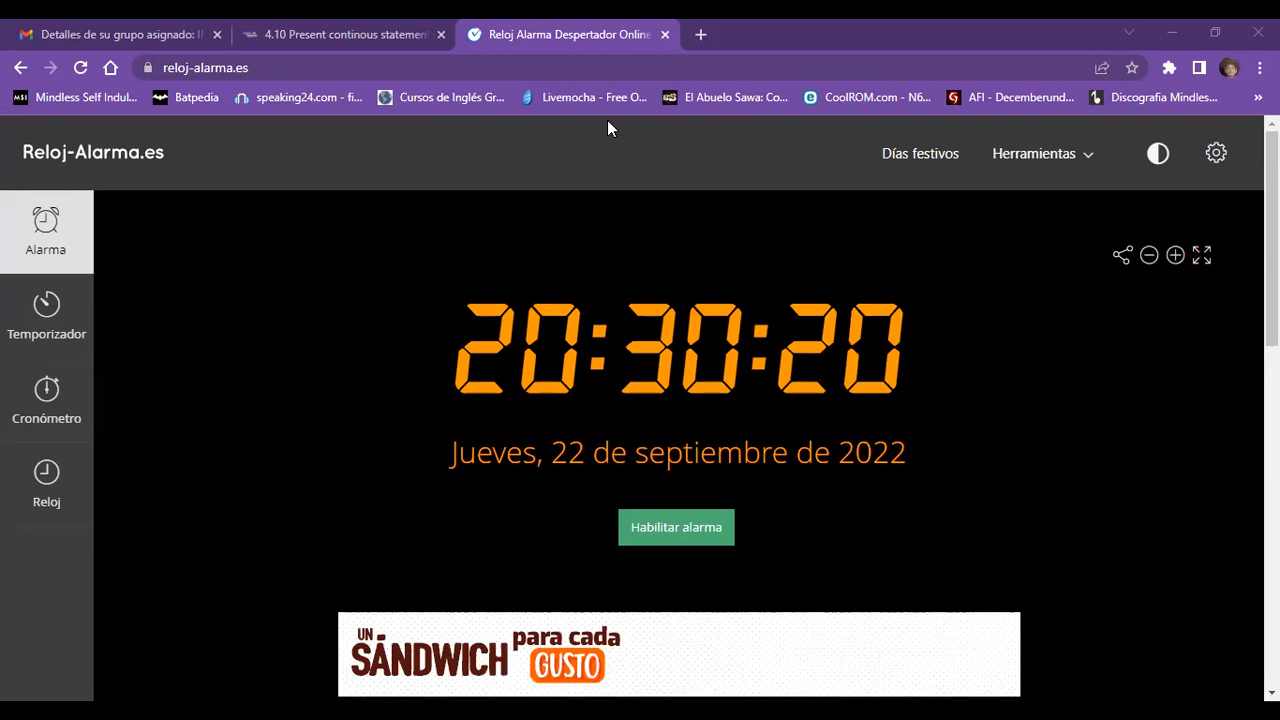 Detalles de su grupo asignado: I
4.10 Present continous statemen
Reloj Alarma Despertador Online
reloj-alarma.es
Mindless Self Indul...
Batpedia
speaking24.com - fi...
Cursos de Inglés Gr...
Livemocha - Free O...
El Abuelo Sawa: Co...
CoolROM.com - N6...
AFI - Decemberund...
Discografia Mindles...
Reloj-Alarma.es
Días festivos
Herramientas
Alarma
Temporizador
Cronómetro
Reloj
20:30:20
Jueves, 22 de septiembre de 2022
Habilitar alarma
UN
SÁNDWICH
para cada
GUSTO